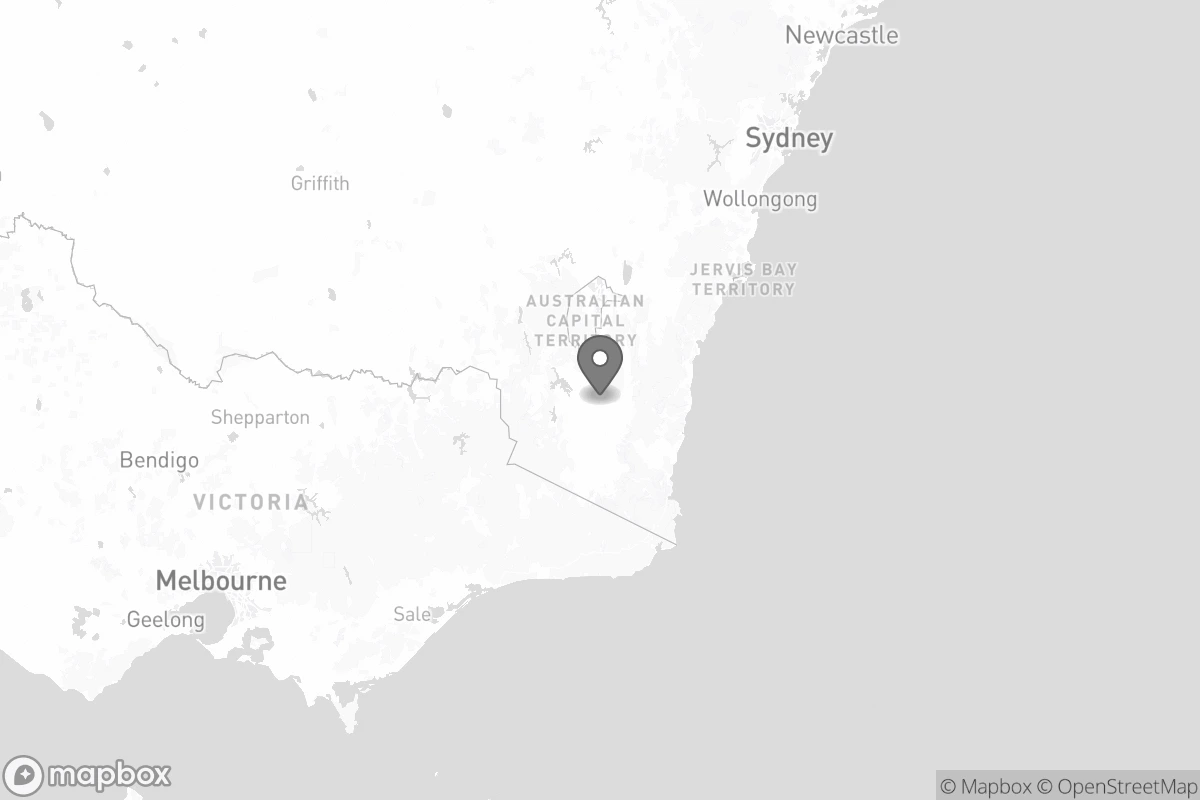 Newcastle
Sydney
Griffith
Wollongong
JERVIS BAY
TERRITORY
AUSTRALIAN
CAPITAL
TERRITORY
Shepparton
Bendigo
VICTORIA
Melbourne
Geelong
Sale
mapbox
© Mapbox © OpenStreetMap